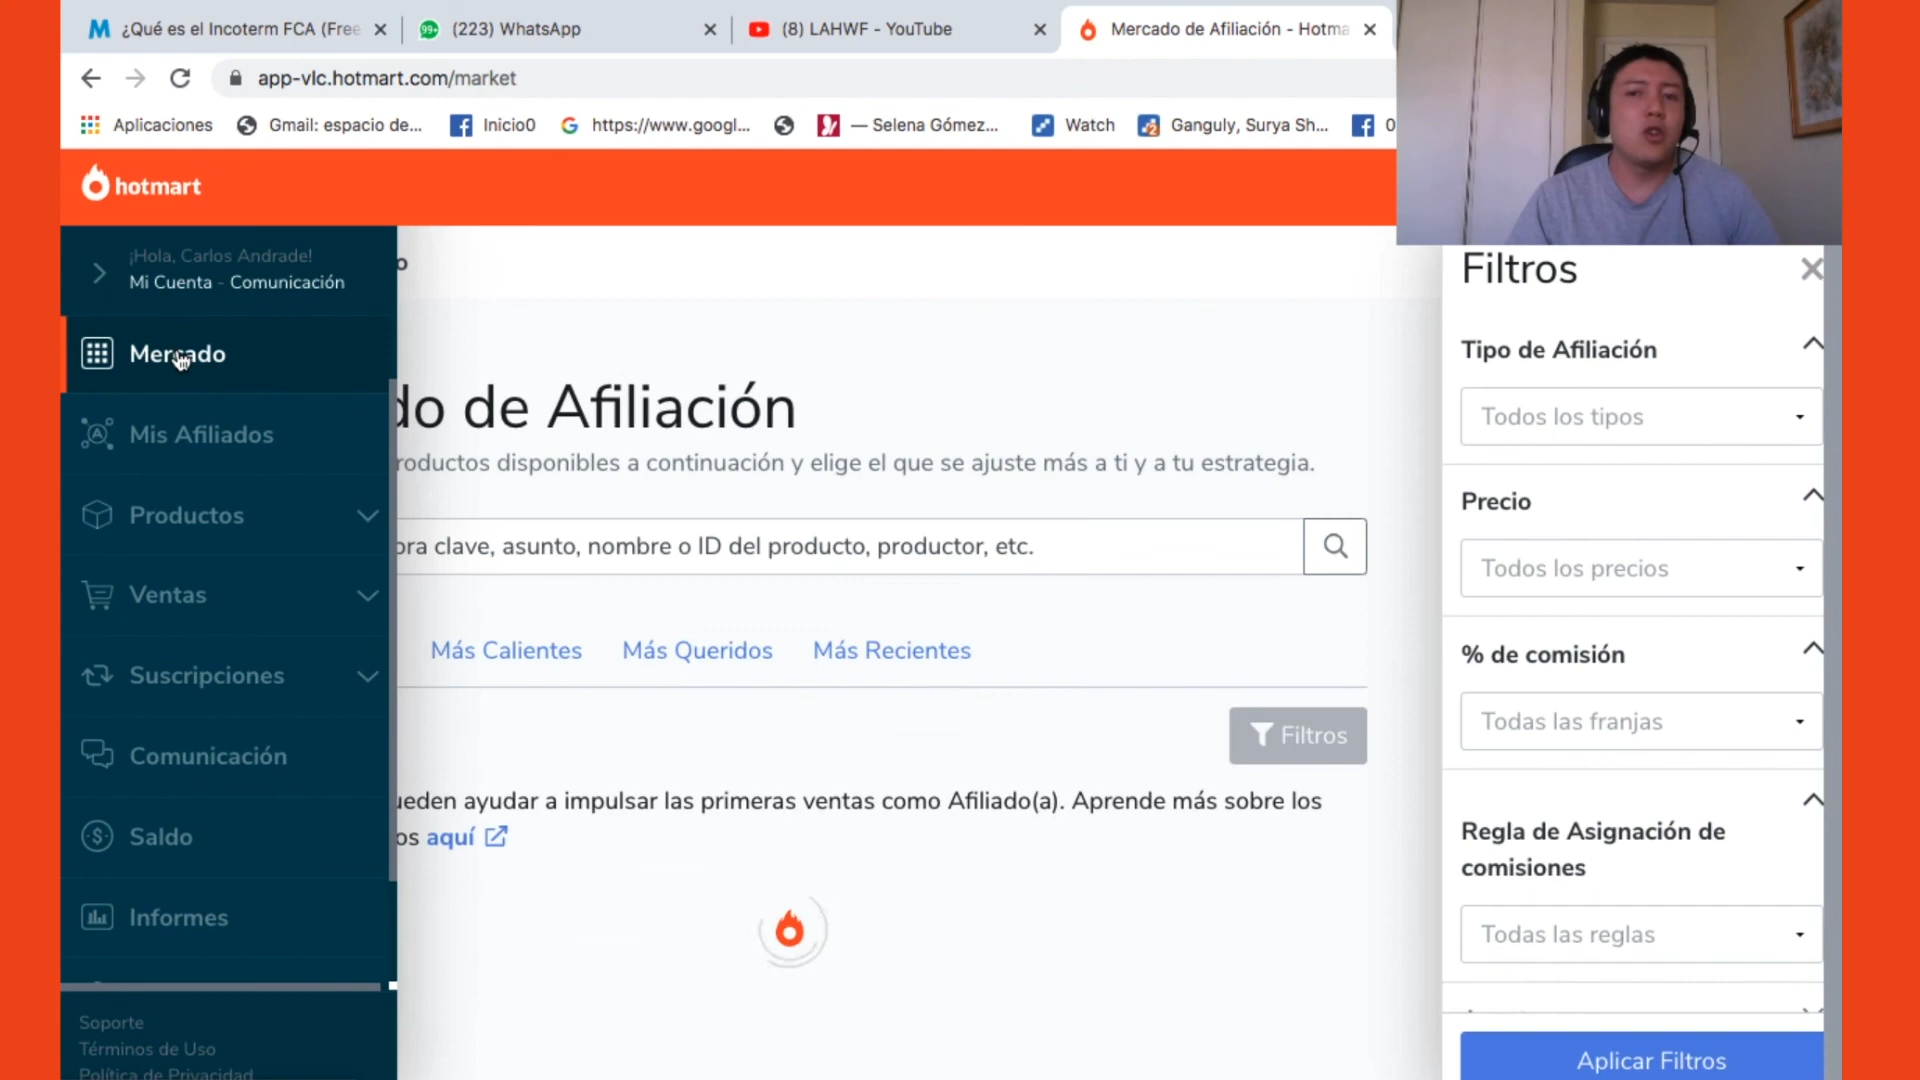 ¿Qué es el Incoterm FCA (Free
99+
(223) WhatsApp
(8) LAHWF - YouTube
Mercado de Afiliación - Hotma
app-vlc.hotmart.com/market
Aplicaciones
Gmail: espacio de...
Inicio0
https://www.googl...
— Selena Gómez...
Watch
Ganguly, Surya Sh...
0
hotmart
¡Hola, Carlos Andrade!
Mi Cuenta - Comunicación
Mercado
Mis Afiliados
Productos
Ventas
Suscripciones
Comunicación
Saldo
Informes
Soporte
Términos de Uso
Política de Privacidad
o
do de Afiliación
roductos disponibles a continuación y elige el que se ajuste más a ti y a tu estrategia.
bra clave, asunto, nombre o ID del producto, productor, etc.
Más Calientes
Más Queridos
Más Recientes
Filtros
ueden ayudar a impulsar las primeras ventas como Afiliado(a). Aprende más sobre los
os aquí
Filtros
Tipo de Afiliación
Todos los tipos
Precio
Todos los precios
% de comisión
Todas las franjas
Regla de Asignación de
comisiones
Todas las reglas
Aplicar Filtros